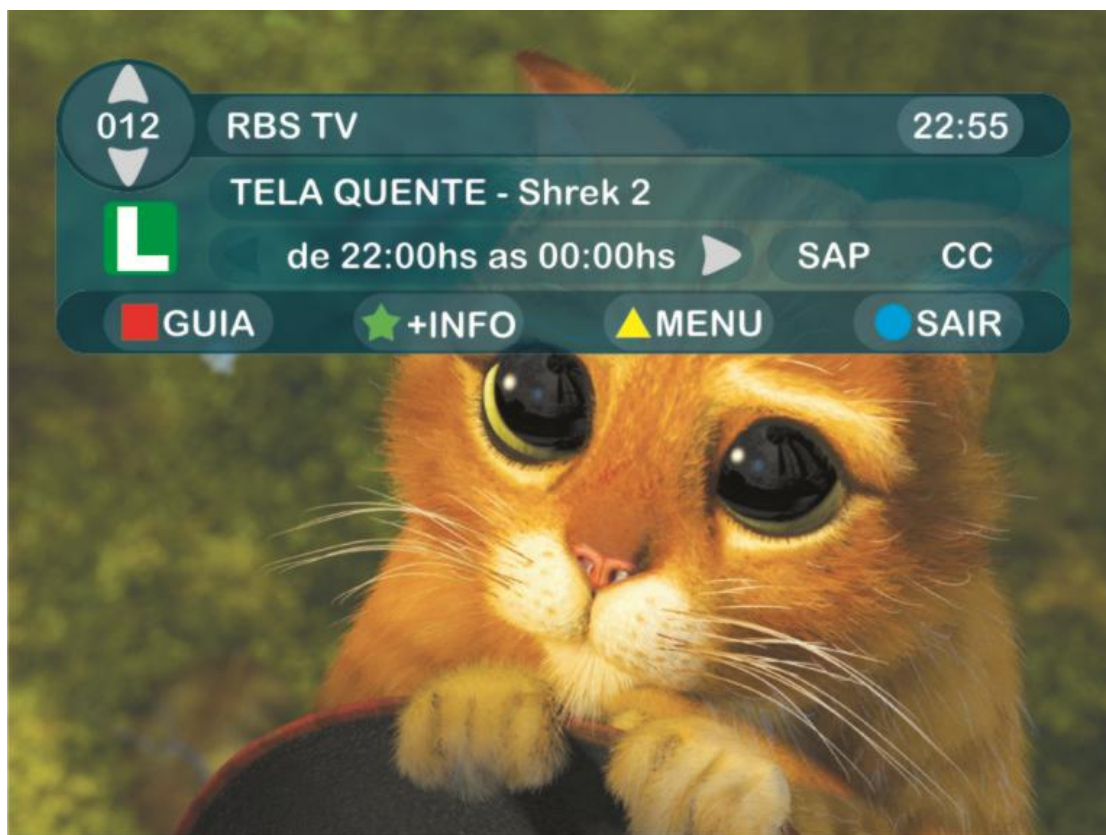 012
RBS TV
22:55
TELA QUENTE - Shrek 2
L
de 22:00hs as 00:00hs
SAP
CC
GUIA
+INFO
MENU
SAIR